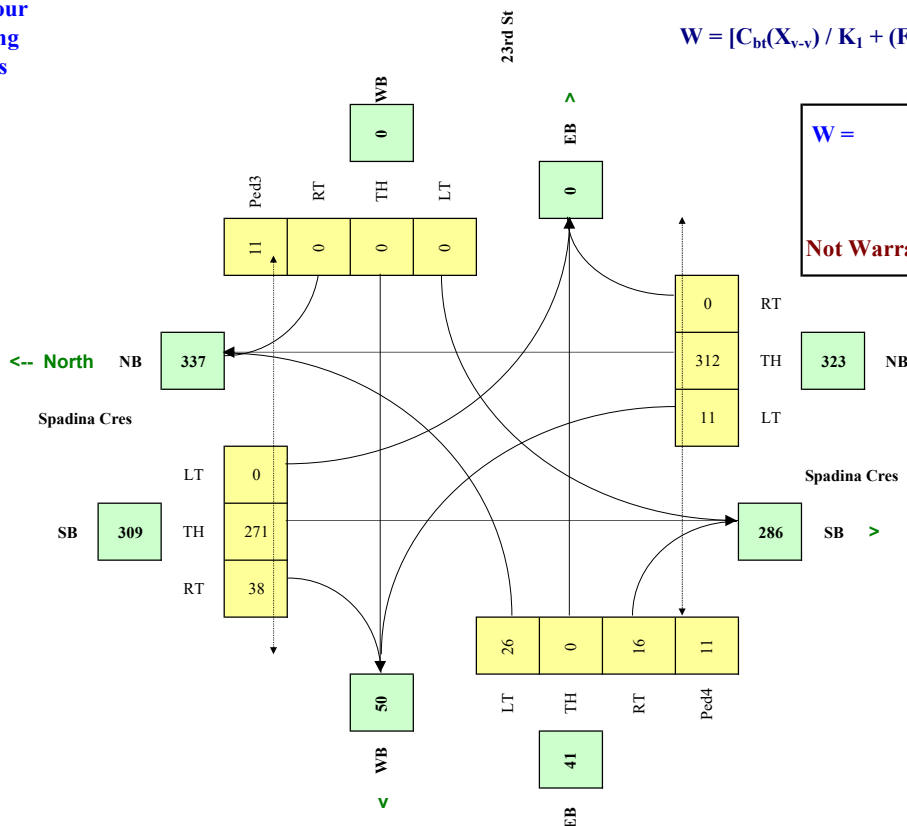 our
ng
s
23rd St
W = [Cbt(Xv-v) / K1 + (F
WB
0
^
EB
0
W =
Not Warra
Ped3
RT
TH
LT
11
0
0
0
0
RT
312
TH
11
LT
323
NB
<-- North
NB
337
Spadina Cres
Spadina Cres
LT
0
SB
309
TH
271
RT
38
286
SB
>
26
0
16
11
LT
TH
RT
Ped4
50
WB
v
41
EB